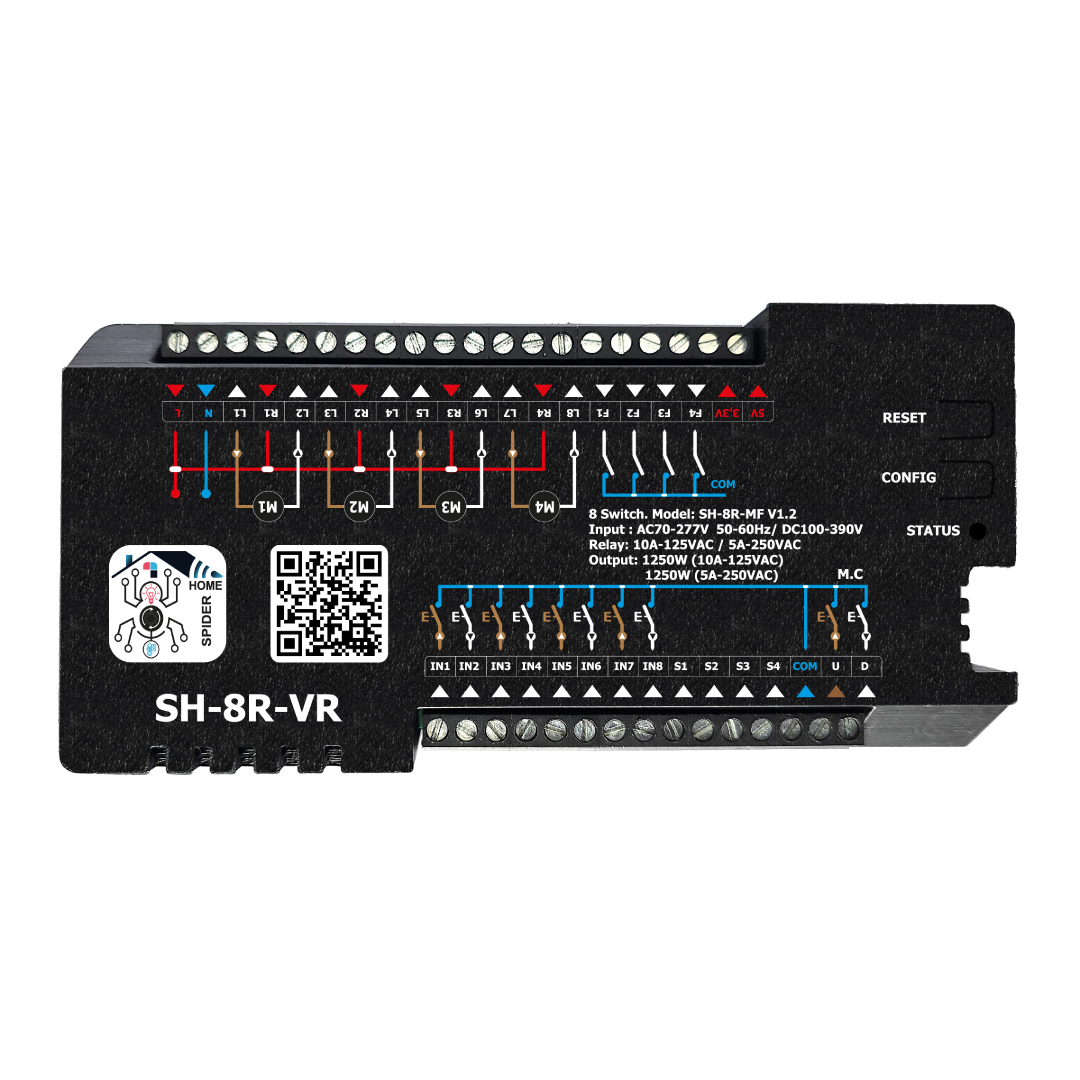 L N L1 R1 L2 L3 R2 L4 L5 R3 L6 L7 R4 L8 F1 F2 F3 F4 3,3V 5V
RESET
CONFIG
STATUS
COM
M1 M2 M3 M4
8 Switch. Model: SH-8R-MF V1.2
Input : AC70-277V 50-60Hz/ DC100-390V
Relay: 10A-125VAC / 5A-250VAC
Output: 1250W (10A-125VAC)
1250W (5A-250VAC)
M.C
HOME
SPIDER
E E E E E E E E E E
IN1 IN2 IN3 IN4 IN5 IN6 IN7 IN8 S1 S2 S3 S4 COM U D
SH-8R-VR